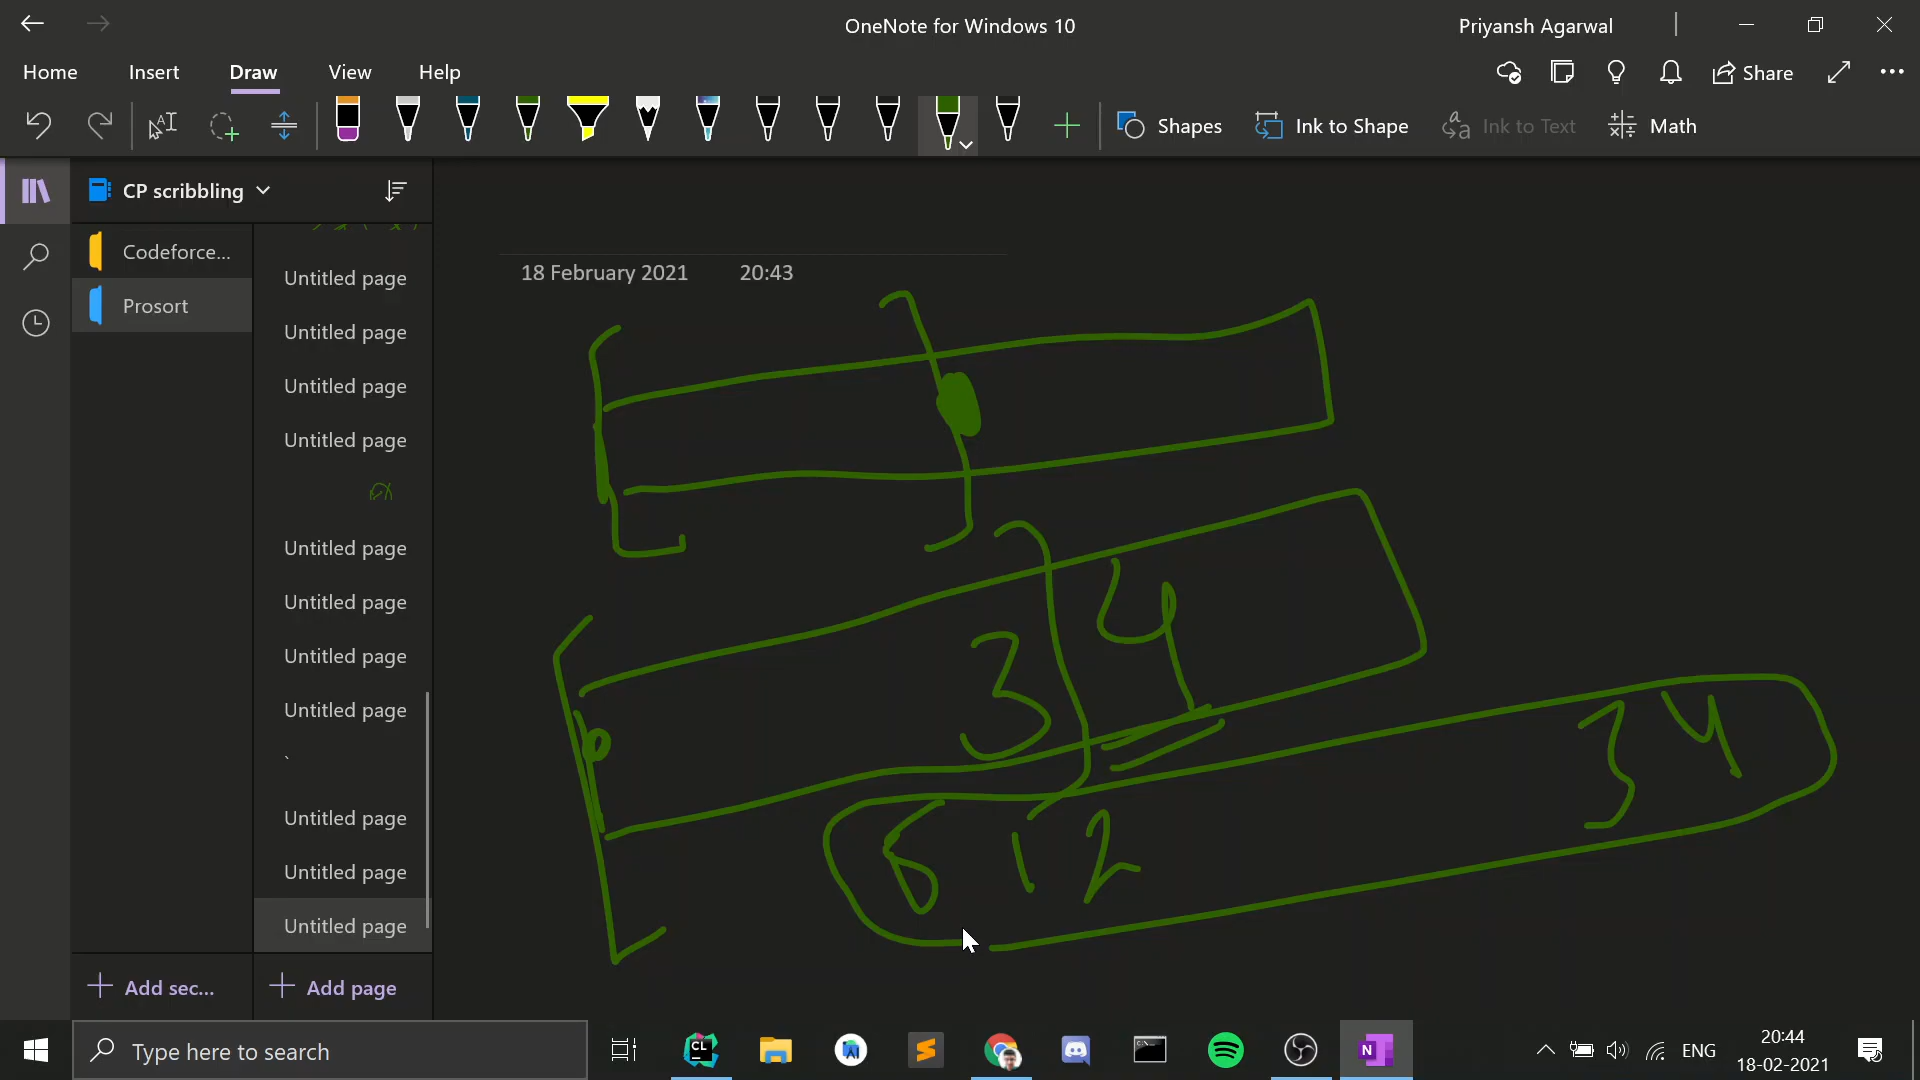 OneNote for Windows 10
Priyansh Agarwal
Home Insert Draw View Help
Share
Shapes Ink to Shape Ink to Text Math
CP scribbling
Codeforce...
Prosort
Untitled page
Untitled page
Untitled page
Untitled page
Untitled page
Untitled page
Untitled page
Untitled page
`
Untitled page
Untitled page
Untitled page
Add sec...
Add page
18 February 2021 20:43
3 4
3 4
1 2
Type here to search
CL
N
ENG
20:44
18-02-2021